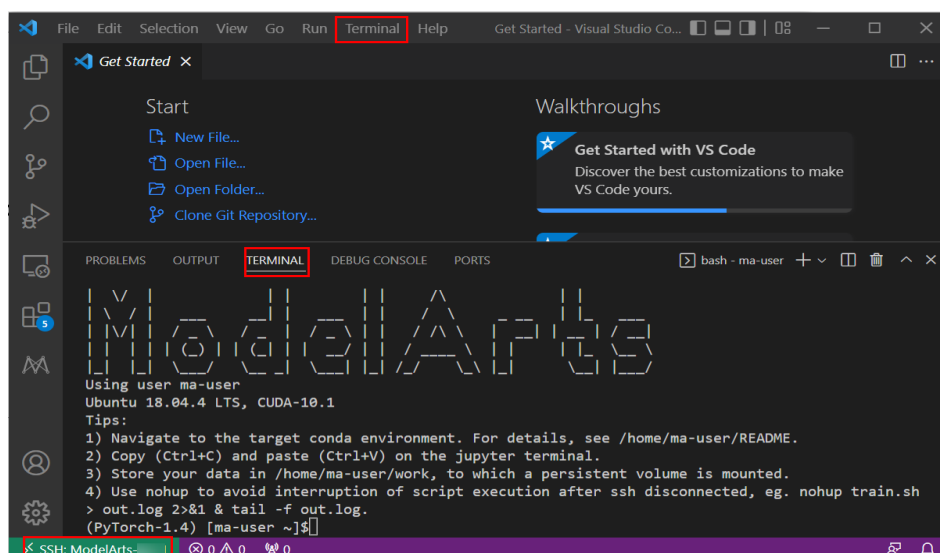 File Edit Selection View Go Run Terminal Help Get Started - Visual Studio Co...
Get Started
Start
New File...
Open File...
Open Folder...
Clone Git Repository...
Walkthroughs
Get Started with VS Code
Discover the best customizations to make
VS Code yours.
PROBLEMS OUTPUT TERMINAL DEBUG CONSOLE PORTS bash - ma-user
ModelArts
Using user ma-user
Ubuntu 18.04.4 LTS, CUDA-10.1
Tips:
1) Navigate to the target conda environment. For details, see /home/ma-user/README.
2) Copy (Ctrl+C) and paste (Ctrl+V) on the jupyter terminal.
3) Store your data in /home/ma-user/work, to which a persistent volume is mounted.
4) Use nohup to avoid interruption of script execution after ssh disconnected, eg. nohup train.sh
> out.log 2>&1 & tail -f out.log.
(PyTorch-1.4) [ma-user ~]$
5
SSH: ModelArts- 0 0 0